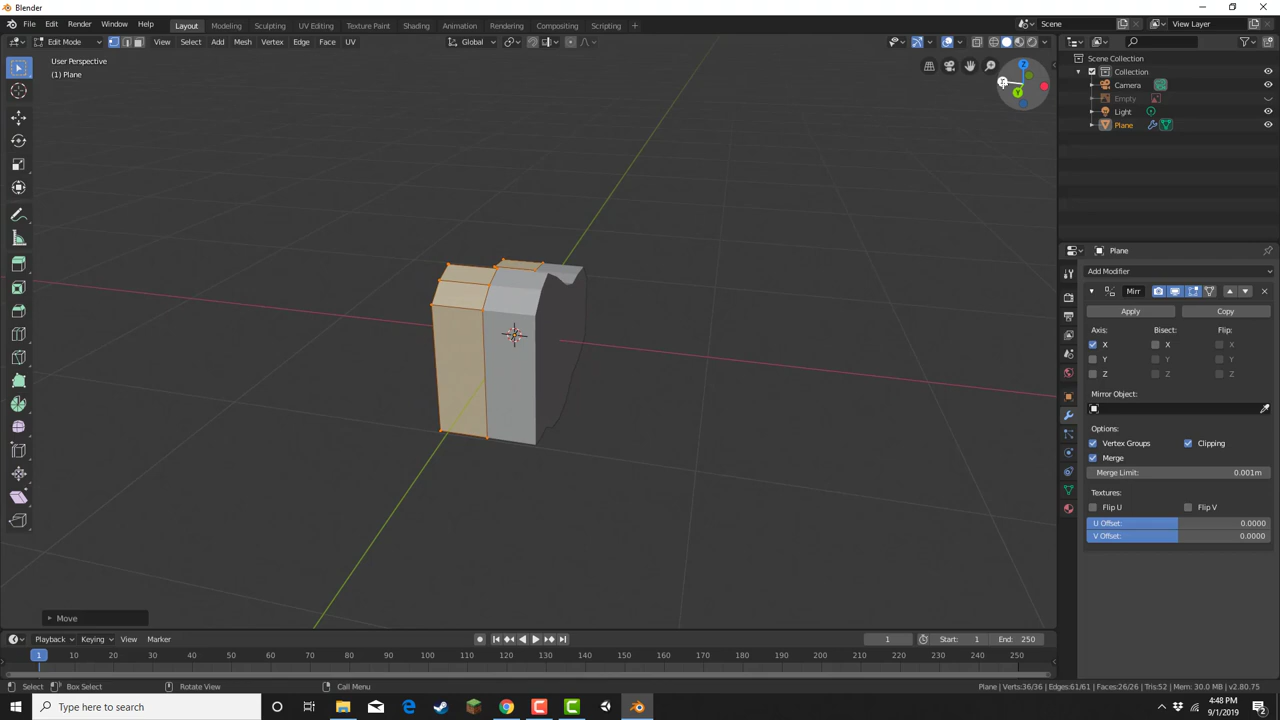 Blender
File Edit Render Window Help Layout Modeling Sculpting UV Editing Texture Paint Shading Animation Rendering Compositing Scripting + Scene View Layer
Edit Mode View Select Add Mesh Vertex Edge Face UV Global
User Perspective
(1) Plane
Z
Y
Scene Collection
Collection
Camera
Empty
Light
Plane
Plane
Add Modifier
Mirr
Apply Copy
Axis: Bisect: Flip:
X X X
Y Y Y
Z Z Z
Mirror Object:
Options:
Vertex Groups Clipping
Merge
Merge Limit: 0.001m
Textures:
Flip U Flip V
U Offset: 0.0000
V Offset: 0.0000
Move
Playback Keying View Marker 1 Start: 1 End: 250
1 10 20 30 40 50 60 70 80 90 100 110 120 130 140 150 160 170 180 190 200 210 220 230 240 250
Select Box Select Rotate View Call Menu Plane | Verts:36/36 | Edges:61/61 | Faces:26/26 | Tris:52 | Mem: 30.0 MB | v2.80.75
Type here to search
4:48 PM
9/1/2019
2